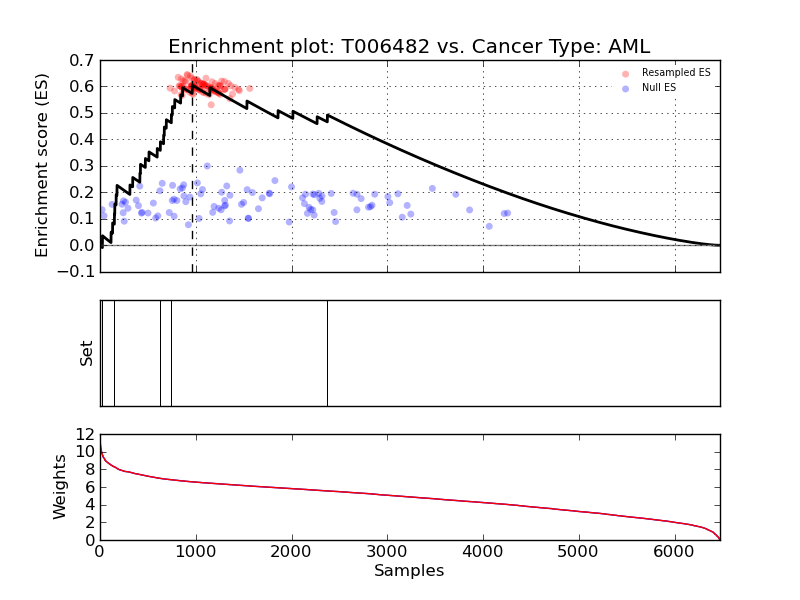 Enrichment plot: T006482 vs. Cancer Type: AML
Enrichment score (ES)
0.7
0.6
0.5
0.4
0.3
0.2
0.1
0.0
−0.1
Resampled ES
Null ES
Set
Weights
12
10
8
6
4
2
0
0 1000 2000 3000 4000 5000 6000
Samples